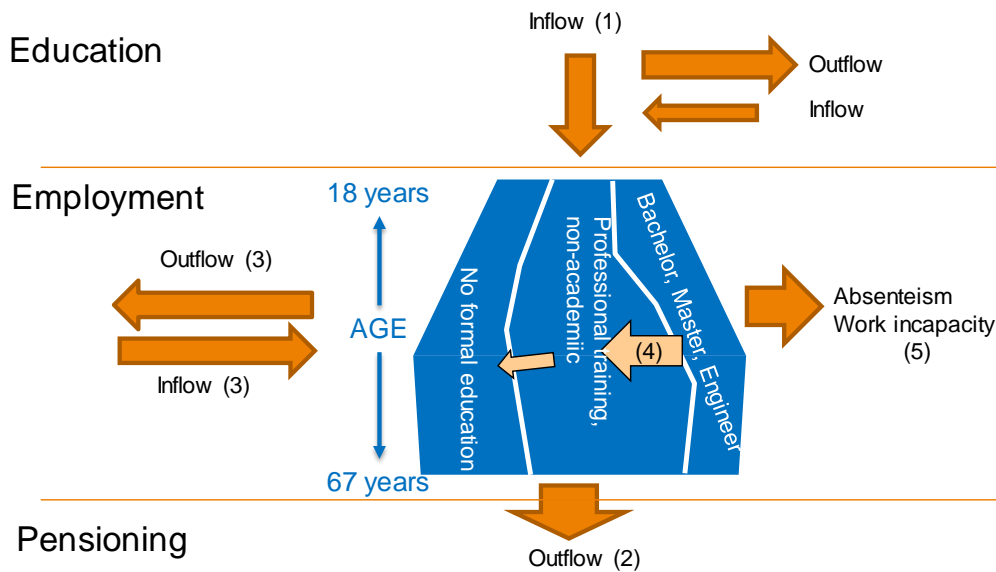 Inflow (1)
Education
Outflow
Inflow
Employment
18 years
Outflow (3)
AGE
Inflow (3)
67 years
No formal education
Professional training,
non-academiic
Bachelor, Master, Engineer
(4)
Absenteism
Work incapacity
(5)
Pensioning
Outflow (2)